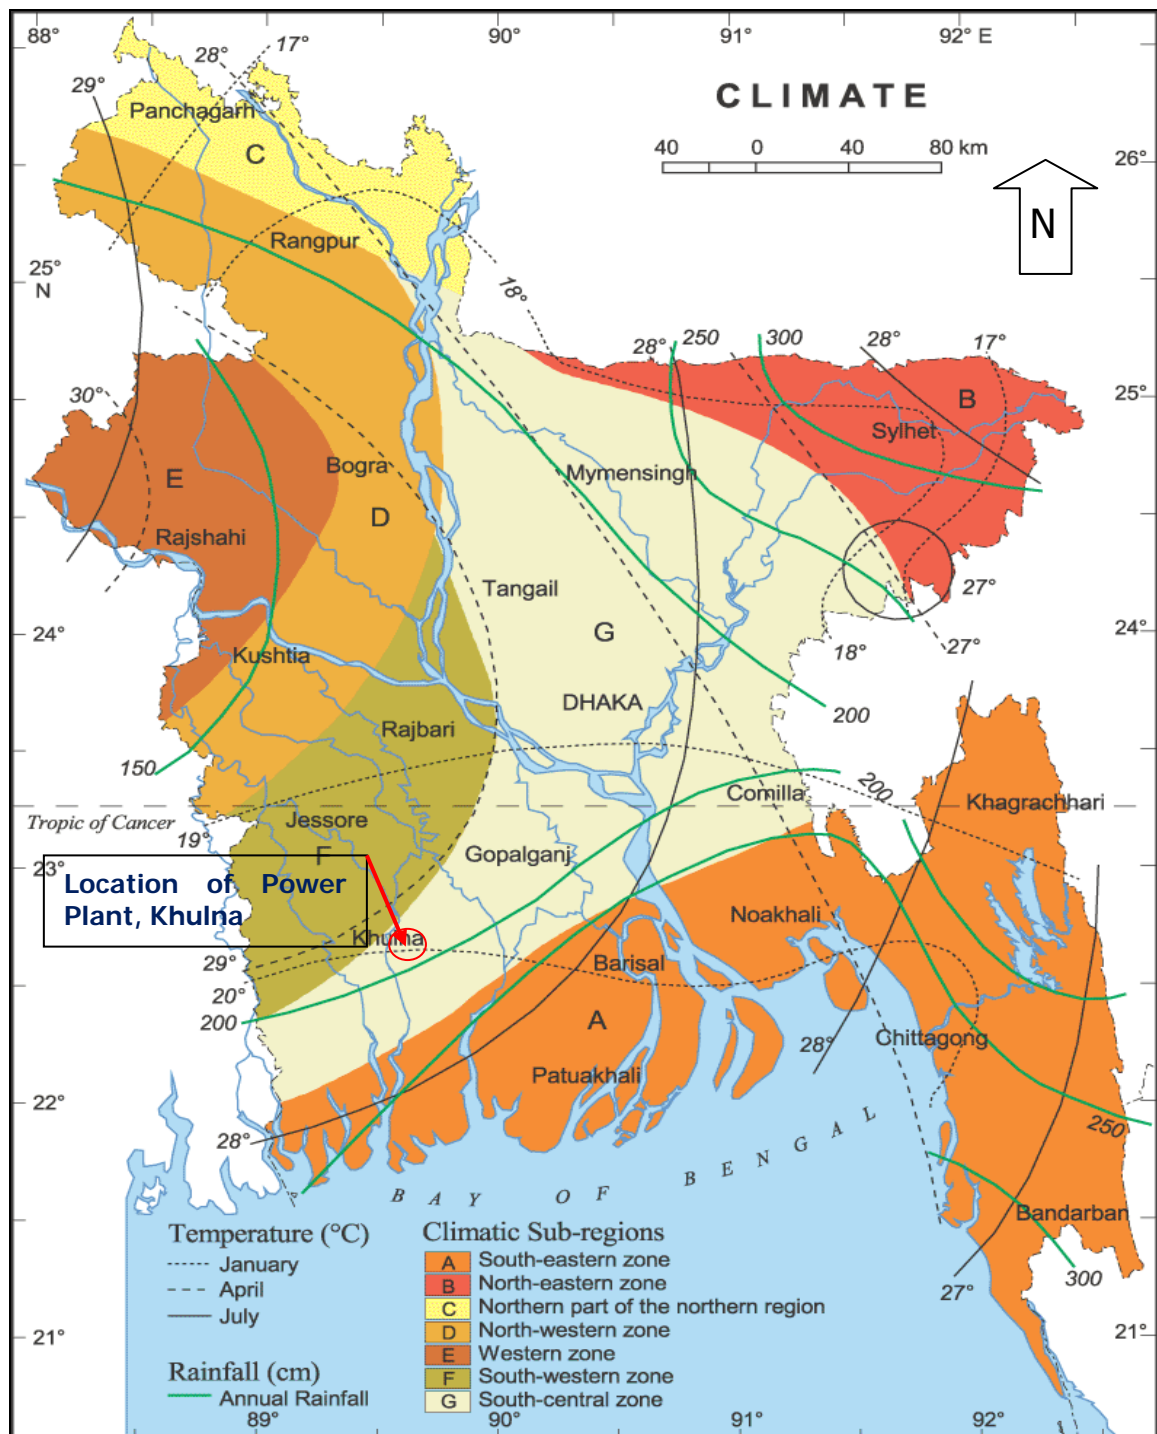 88°
90°
91°
92° E
17°
28°
29°
CLIMATE
Panchagarh
40 0 40 80 km
C
26°
N
Rangpur
25°
N
18°
28°
250
300
28°
17°
30°
B
25°
Sylhet
Bogra
Mymensingh
E
D
Rajshahi
Tangail
27°
G
24°
24°
Kushtia
18°
27°
DHAKA
200
Rajbari
150
200
Comilla
Khagrachhari
Tropic of Cancer
Jessore
19°
F
Gopalganj
23°
23°
Location of Power
Plant, Khulna
Noakhali
Khulna
29°
Barisal
20°
200
A
28°
Chittagong
Patuakhali
22°
22°
28°
250
BAY OF BENGAL
Bandarban
Temperature (°C)
January
April
July
Rainfall (cm)
Annual Rainfall
Climatic Sub-regions
A South-eastern zone
B North-eastern zone
C Northern part of the northern region
D North-western zone
E Western zone
F South-western zone
G South-central zone
27°
300
21°
21°
89°
90°
91°
92°